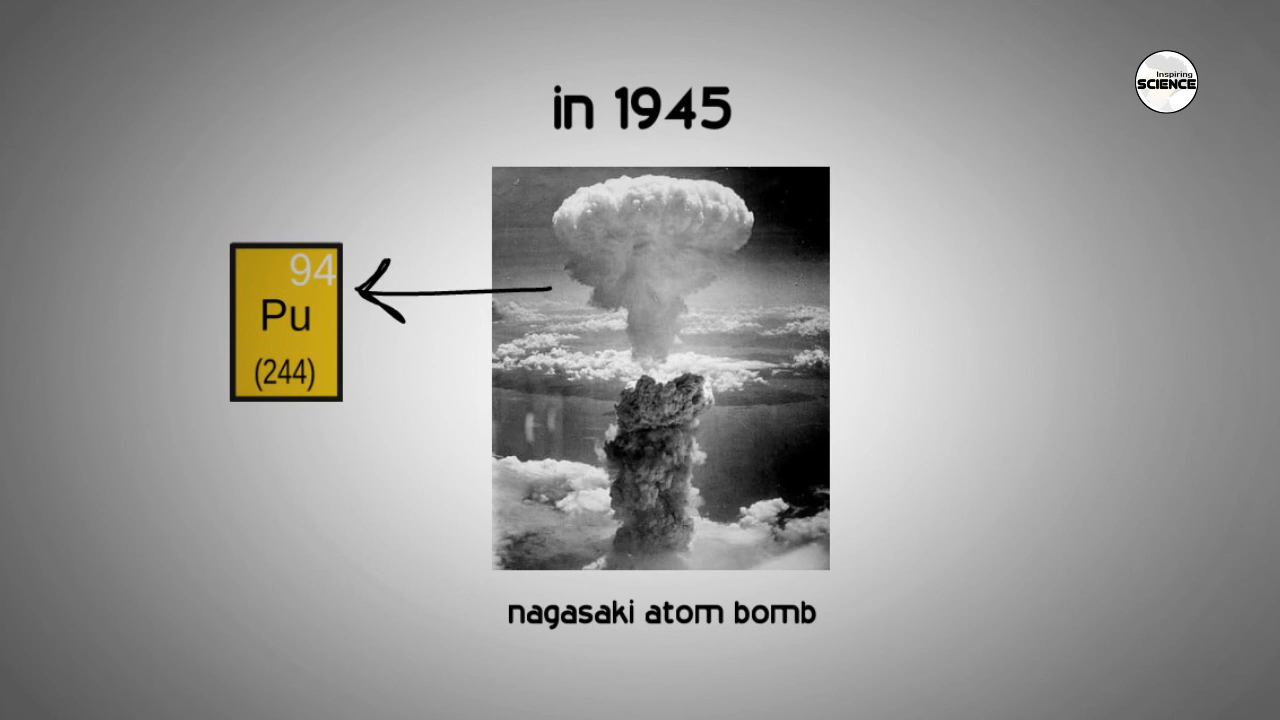 Inspiring
SCIENCE
in 1945
94
Pu
(244)
nagasaki atom bomb